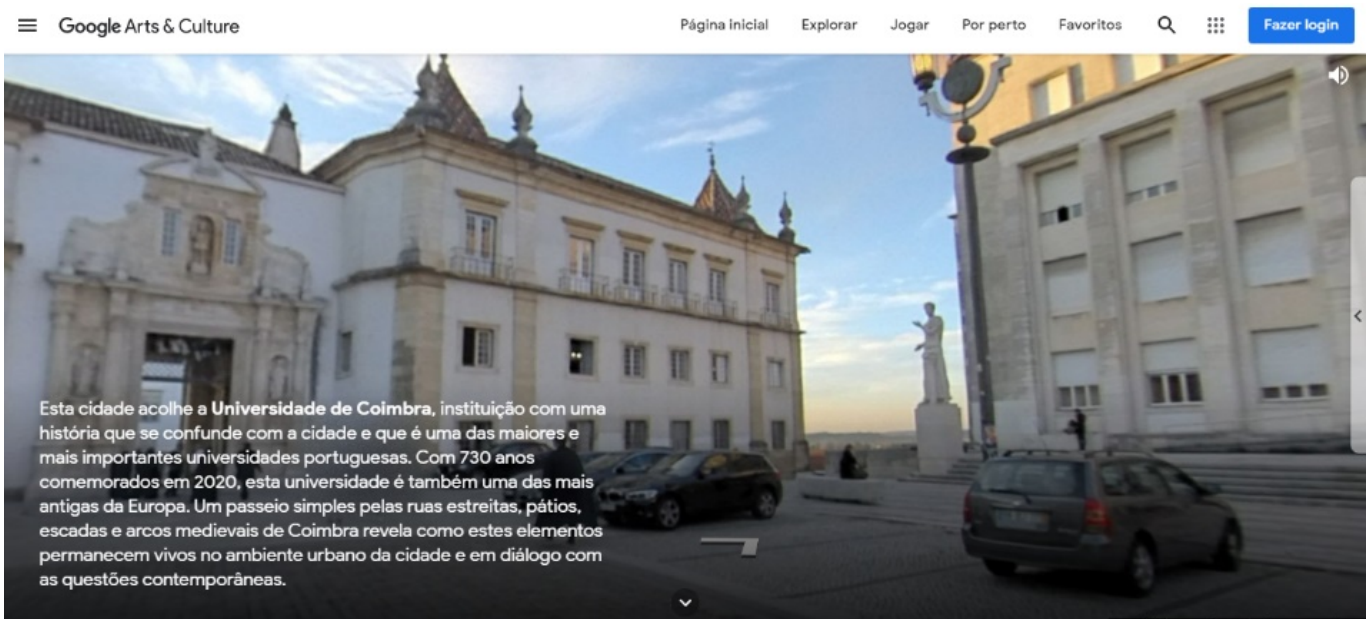 Google Arts & Culture
Página inicial Explorar Jogar Por perto Favoritos Fazer login
Esta cidade acolhe a Universidade de Coimbra, instituição com uma
história que se confunde com a cidade e que é uma das maiores e
mais importantes universidades portuguesas. Com 730 anos
comemorados em 2020, esta universidade é também uma das mais
antigas da Europa. Um passeio simples pelas ruas estreitas, pátios,
escadas e arcos medievais de Coimbra revela como estes elementos
permanecem vivos no ambiente urbano da cidade e em diálogo com
as questões contemporâneas.